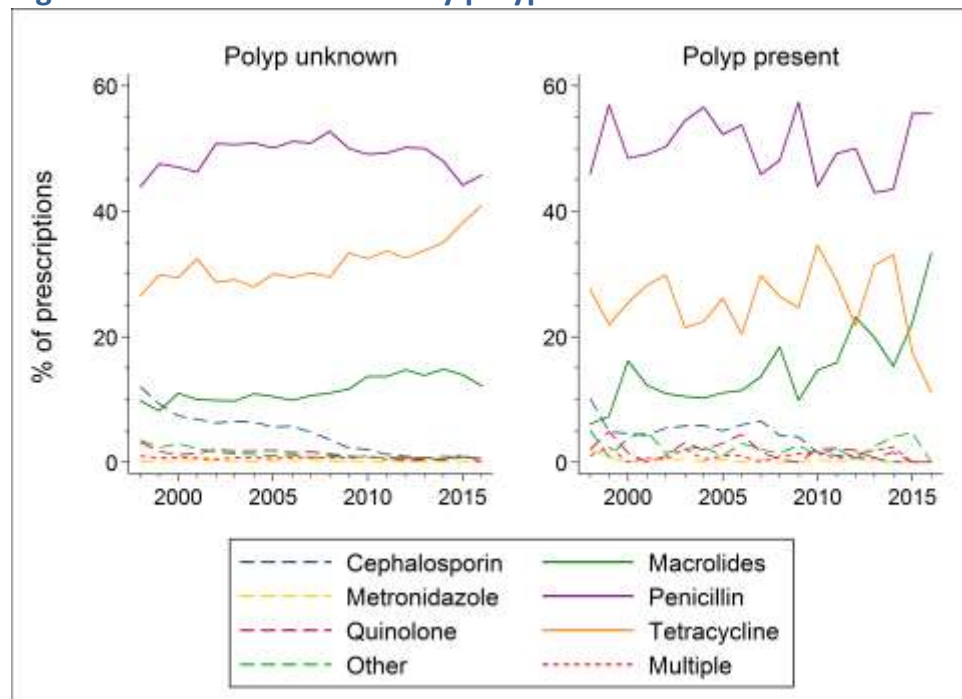 y polyp
Polyp unknown
Polyp present
% of prescriptions
60
40
20
0
2000 2005 2010 2015
60
40
20
0
2000 2005 2010 2015
Cephalosporin Macrolides
Metronidazole Penicillin
Quinolone Tetracycline
Other Multiple